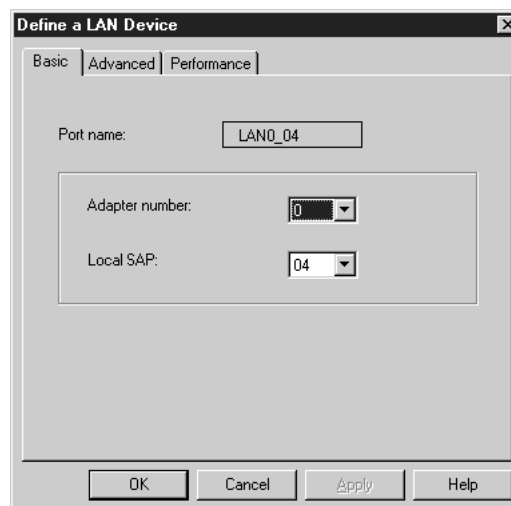 Define a LAN Device
Basic Advanced Performance
Port name: LAN0_04
Adapter number: 0
Local SAP: 04
OK Cancel Apply Help